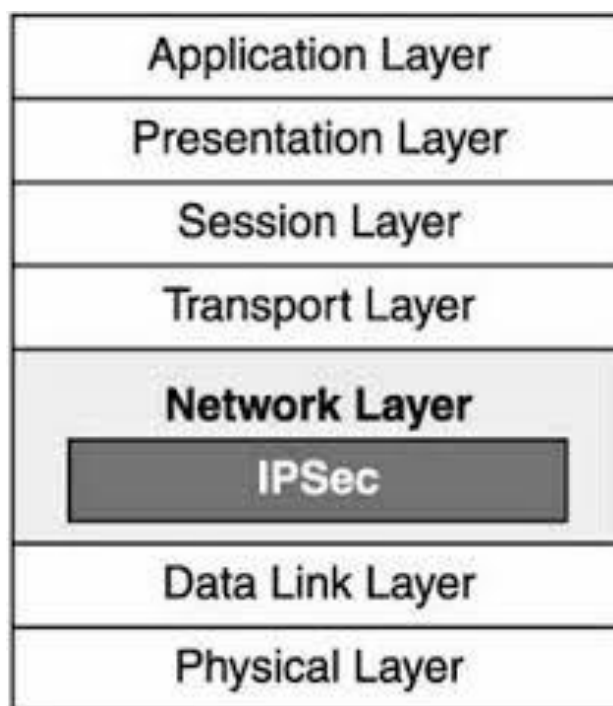 Application Layer
Presentation Layer
Session Layer
Transport Layer
Network Layer
IPSec
Data Link Layer
Physical Layer